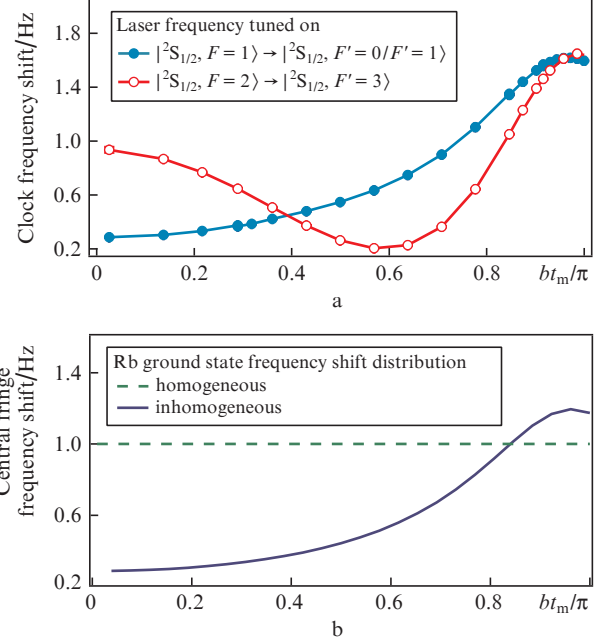 Clock frequency shift/Hz
1.8
1.4
1.0
0.6
0.2
Laser frequency tuned on
|²S₁/₂, F = 1⟩ → |²S₁/₂, F′ = 0/F′ = 1⟩
|²S₁/₂, F = 2⟩ → |²S₁/₂, F′ = 3⟩
0 0.2 0.4 0.6 0.8 btₘ/π
a
Central fringe
frequency shift/Hz
1.4
1.0
0.6
0.2
Rb ground state frequency shift distribution
homogeneous
inhomogeneous
0 0.2 0.4 0.6 0.8 btₘ/π
b